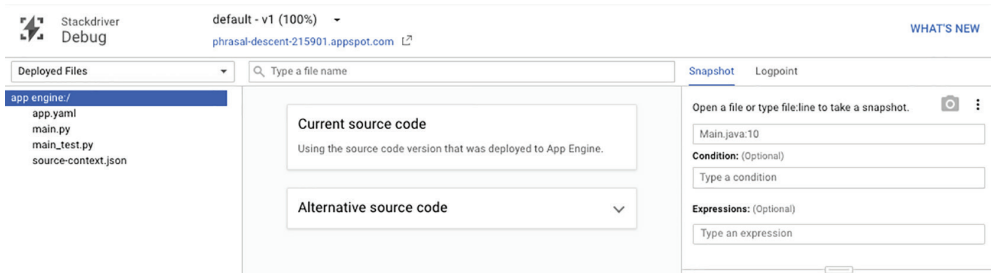 Stackdriver
Debug
default - v1 (100%)
phrasal-descent-215901.appspot.com
WHAT'S NEW
Deployed Files
Type a file name
Snapshot
Logpoint
app engine:/
app.yaml
main.py
main_test.py
source-context.json
Current source code
Using the source code version that was deployed to App Engine.
Alternative source code
Open a file or type file:line to take a snapshot.
Main.java:10
Condition: (Optional)
Type a condition
Expressions: (Optional)
Type an expression